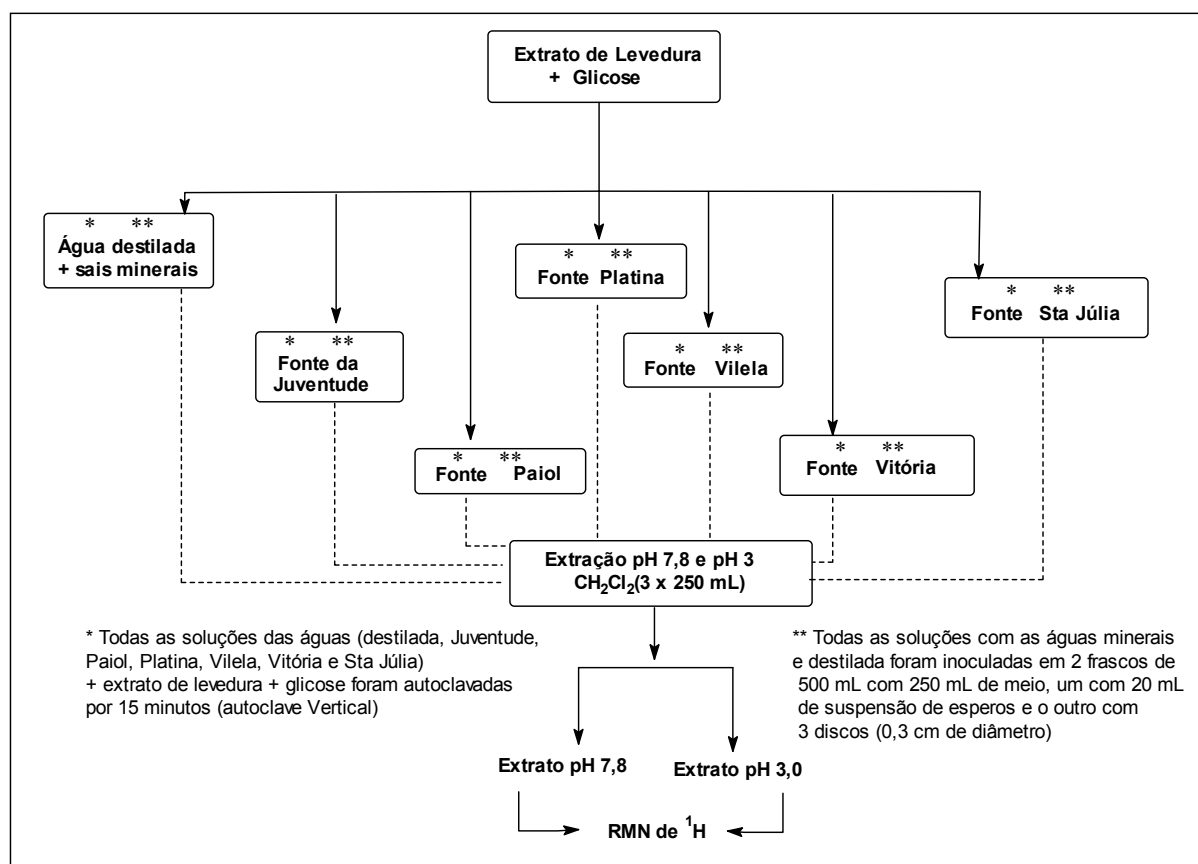 Extrato de Levedura
+ Glicose
* **
Água destilada
+ sais minerais
* **
Fonte da
Juventude
* **
Fonte Paiol
* **
Fonte Platina
* **
Fonte Vilela
* **
Fonte Vitória
* **
Fonte Sta Júlia
Extração pH 7,8 e pH 3
CH₂Cl₂(3 x 250 mL)
* Todas as soluções das águas (destilada, Juventude,
Paiol, Platina, Vilela, Vitória e Sta Júlia)
+ extrato de levedura + glicose foram autoclavadas
por 15 minutos (autoclave Vertical)
** Todas as soluções com as águas minerais
e destilada foram inoculadas em 2 frascos de
500 mL com 250 mL de meio, um com 20 mL
de suspensão de esperos e o outro com
3 discos (0,3 cm de diâmetro)
Extrato pH 7,8
Extrato pH 3,0
RMN de ¹H